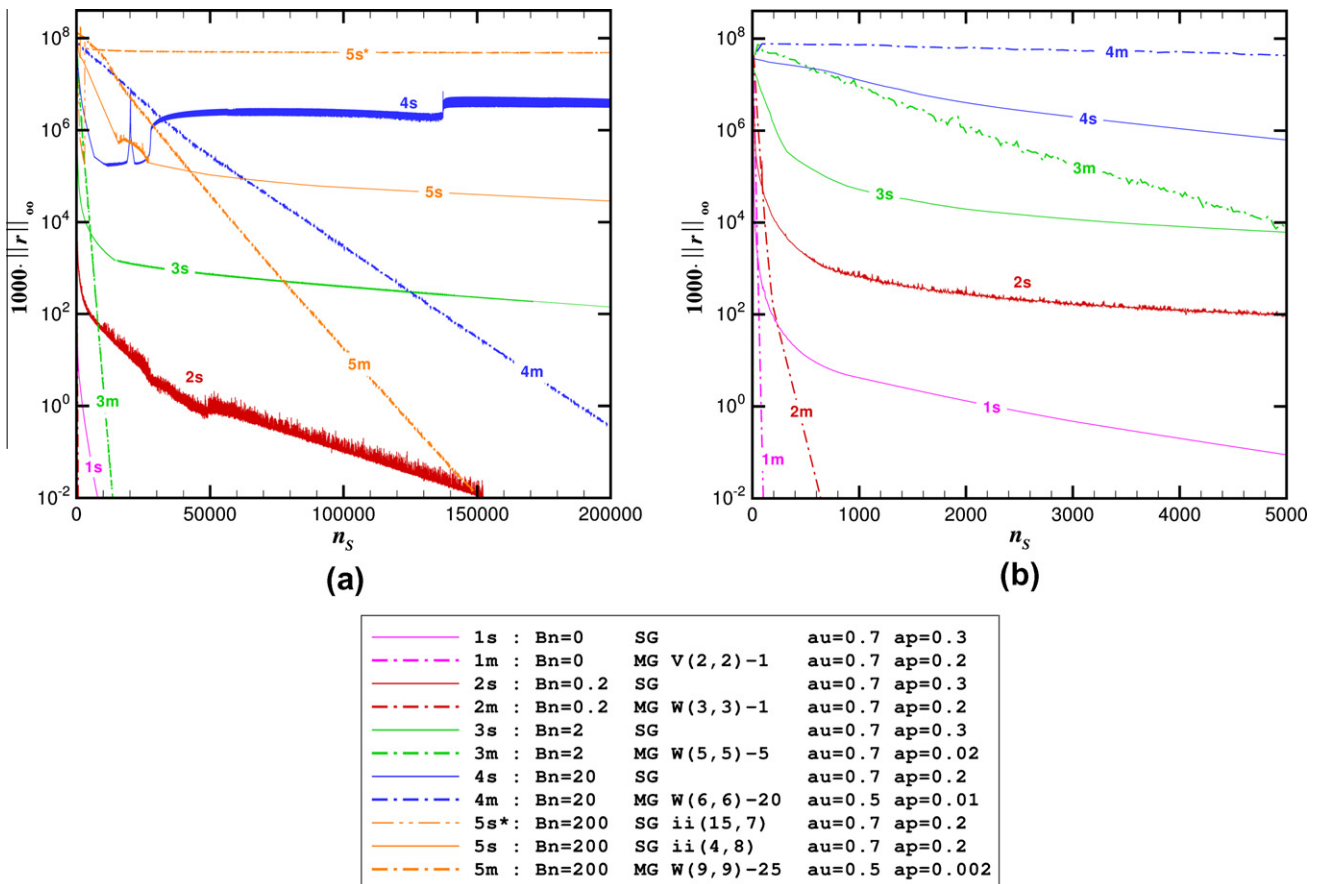 10^8
10^6
10^4
10^2
10^0
10^-2
1000· ||r||_oo
5s*
4s
5s
3s
5m
4m
2s
3m
1s
0 50000 100000 150000 200000
n_S
(a)
10^8
10^6
10^4
10^2
10^0
10^-2
1000· ||r||_oo
4m
4s
3m
3s
2s
1s
2m
1m
0 1000 2000 3000 4000 5000
n_S
(b)
1s : Bn=0 SG au=0.7 ap=0.3
1m : Bn=0 MG V(2,2)-1 au=0.7 ap=0.2
2s : Bn=0.2 SG au=0.7 ap=0.3
2m : Bn=0.2 MG W(3,3)-1 au=0.7 ap=0.2
3s : Bn=2 SG au=0.7 ap=0.3
3m : Bn=2 MG W(5,5)-5 au=0.7 ap=0.02
4s : Bn=20 SG au=0.7 ap=0.2
4m : Bn=20 MG W(6,6)-20 au=0.5 ap=0.01
5s*: Bn=200 SG ii(15,7) au=0.7 ap=0.2
5s : Bn=200 SG ii(4,8) au=0.7 ap=0.2
5m : Bn=200 MG W(9,9)-25 au=0.5 ap=0.002